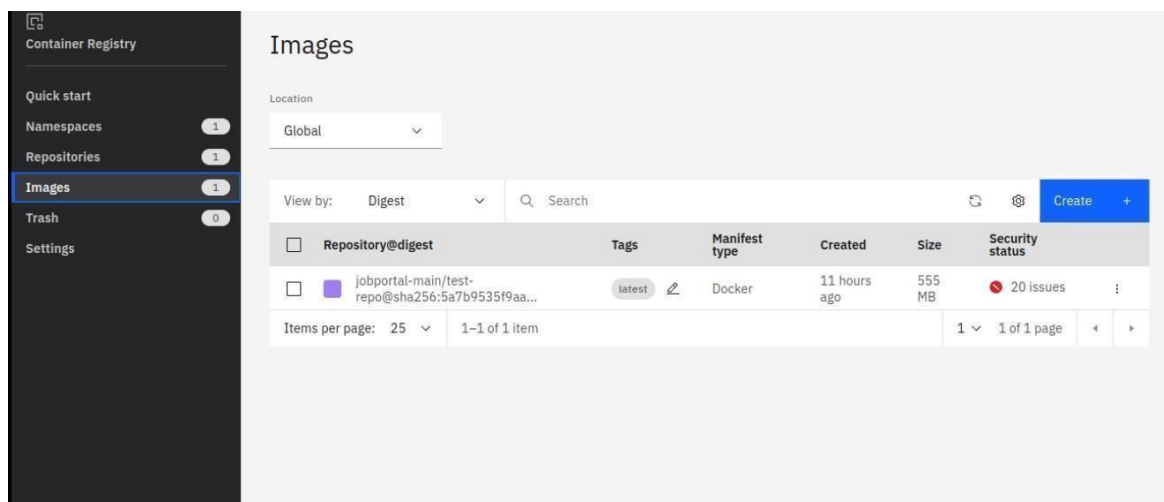 Container Registry
Quick start
Namespaces 1
Repositories 1
Images 1
Trash 0
Settings
Images
Location
Global
View by: Digest Search Create +
Repository@digest Tags Manifest type Created Size Security status
jobportal-main/test-
repo@sha256:5a7b9535f9aa... latest Docker 11 hours ago 555 MB 20 issues
Items per page: 25 1–1 of 1 item 1 1 of 1 page